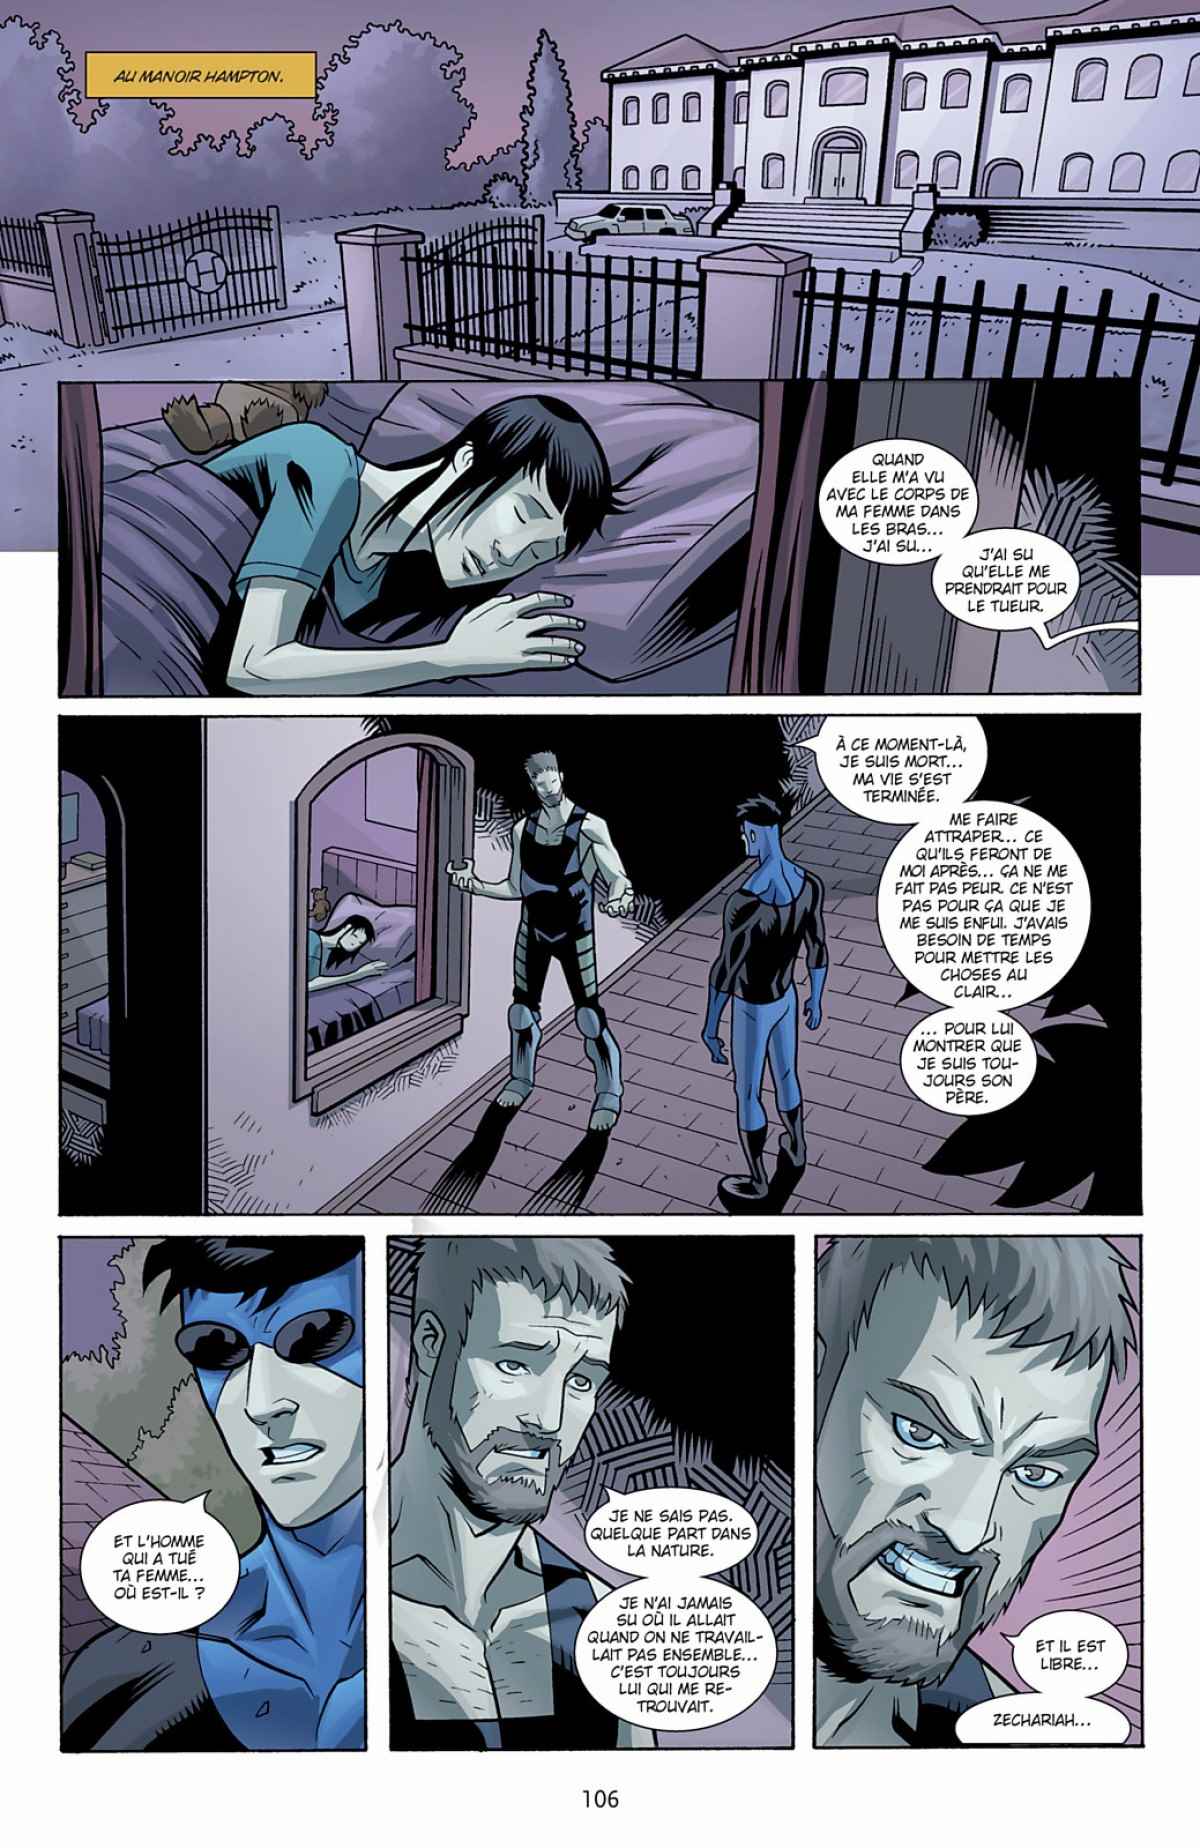 AU MANOIR HAMPTON.
H
QUAND
ELLE M'A VU
AVEC LE CORPS DE
MA FEMME DANS
LES BRAS...
J'AI SU...
J'AI SU
QU'ELLE ME
PRENDRAIT POUR
LE TUEUR.
À CE MOMENT-LÀ,
JE SUIS MORT...
MA VIE S'EST
TERMINÉE.
ME FAIRE
ATTRAPER... CE
QU'ILS FERONT DE
MOI APRÈS... ÇA NE ME
FAIT PAS PEUR. CE N'EST
PAS POUR ÇA QUE JE
ME SUIS ENFUI. J'AVAIS
BESOIN DE TEMPS
POUR METTRE LES
CHOSES AU
CLAIR...
... POUR LUI
MONTRER QUE
JE SUIS TOU-
JOURS SON
PÈRE.
ET L'HOMME
QUI A TUÉ
TA FEMME...
OÙ EST-IL ?
JE NE SAIS PAS.
QUELQUE PART DANS
LA NATURE.
JE N'AI JAMAIS
SU OÙ IL ALLAIT
QUAND ON NE TRAVAIL-
LAIT PAS ENSEMBLE...
C'EST TOUJOURS
LUI QUI ME RE-
TROUVAIT.
ET IL EST
LIBRE...
ZECHARIAH...
106